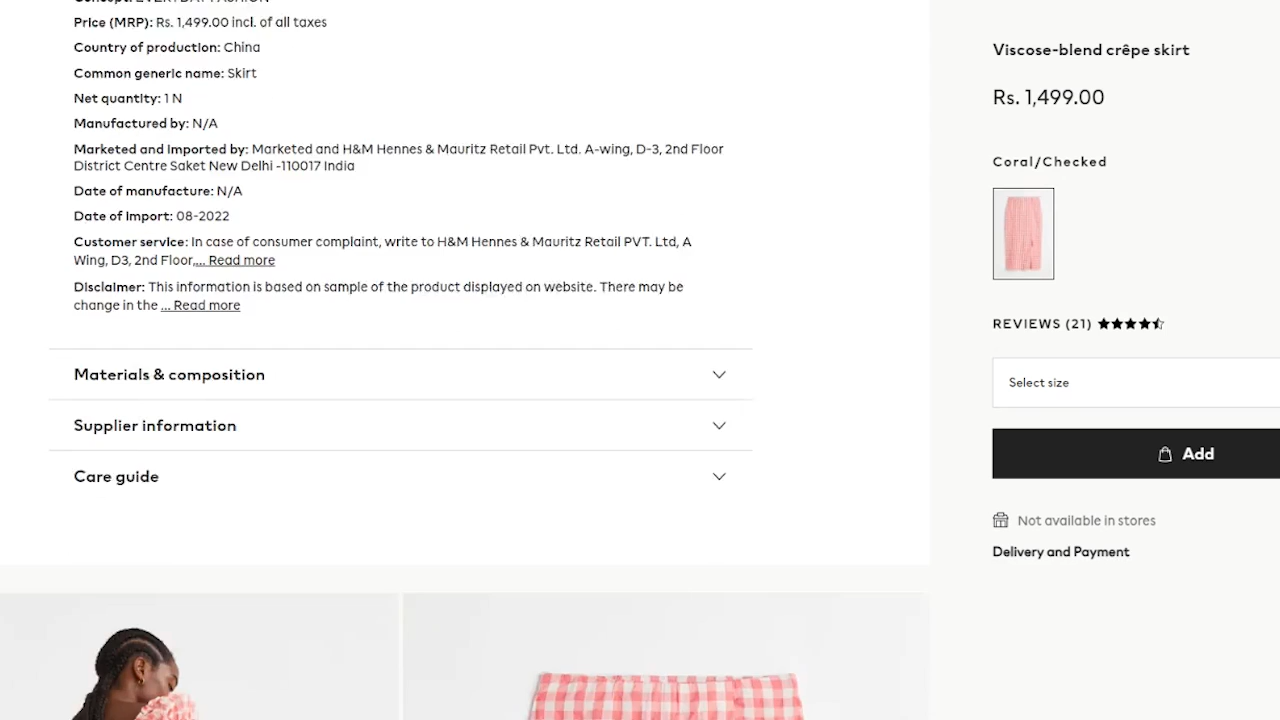 Concept: EVERYDAY FASHION
Price (MRP): Rs. 1,499.00 incl. of all taxes
Country of production: China
Common generic name: Skirt
Net quantity: 1 N
Manufactured by: N/A
Marketed and Imported by: Marketed and H&M Hennes & Mauritz Retail Pvt. Ltd. A-wing, D-3, 2nd Floor
District Centre Saket New Delhi -110017 India
Date of manufacture: N/A
Date of Import: 08-2022
Customer service: In case of consumer complaint, write to H&M Hennes & Mauritz Retail PVT. Ltd, A
Wing, D3, 2nd Floor,... Read more
Disclaimer: This information is based on sample of the product displayed on website. There may be
change in the ... Read more
Materials & composition
Supplier information
Care guide
Viscose-blend crêpe skirt
Rs. 1,499.00
Coral/Checked
REVIEWS (21)
Select size
Add
Not available in stores
Delivery and Payment